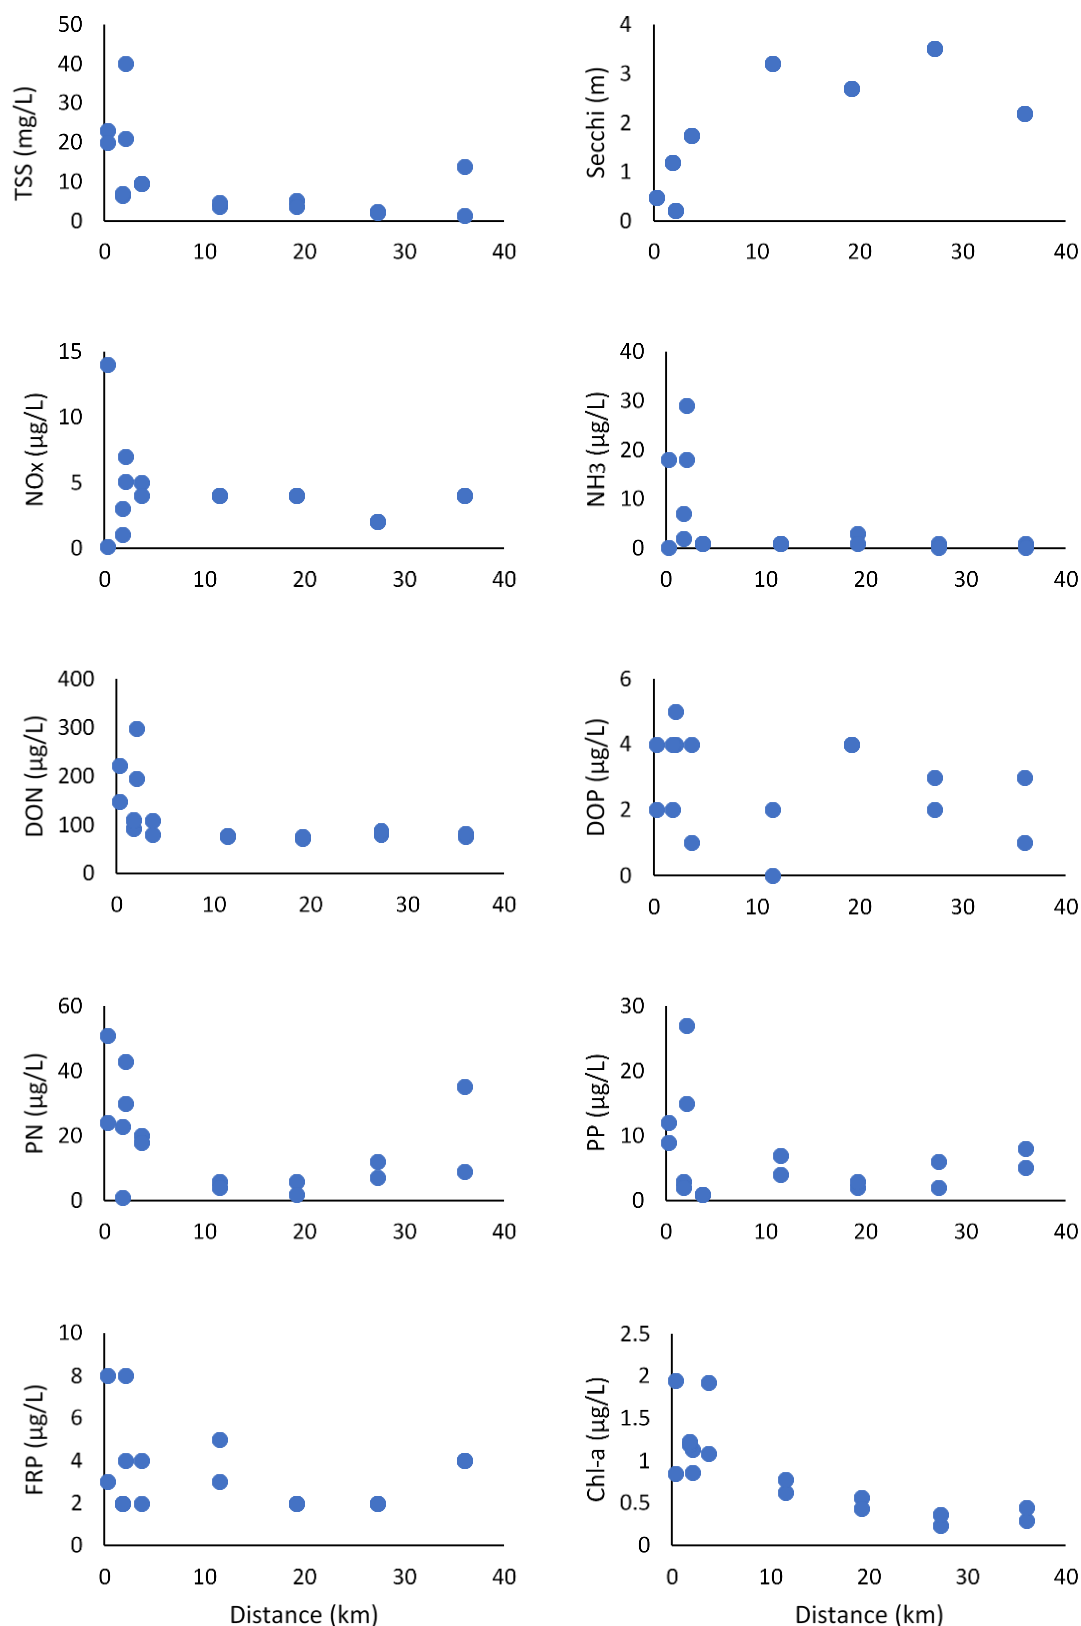 50
40
30
20
10
0
TSS (mg/L)
0 10 20 30 40
4
3
2
1
0
Secchi (m)
0 10 20 30 40
15
10
5
0
NOx (µg/L)
0 10 20 30 40
40
30
20
10
0
NH3 (µg/L)
0 10 20 30 40
400
300
200
100
0
DON (µg/L)
0 10 20 30 40
6
4
2
0
DOP (µg/L)
0 10 20 30 40
60
40
20
0
PN (µg/L)
0 10 20 30 40
30
20
10
0
PP (µg/L)
0 10 20 30 40
10
8
6
4
2
0
FRP (µg/L)
0 10 20 30 40
Distance (km)
2.5
2
1.5
1
0.5
0
Chl-a (µg/L)
0 10 20 30 40
Distance (km)